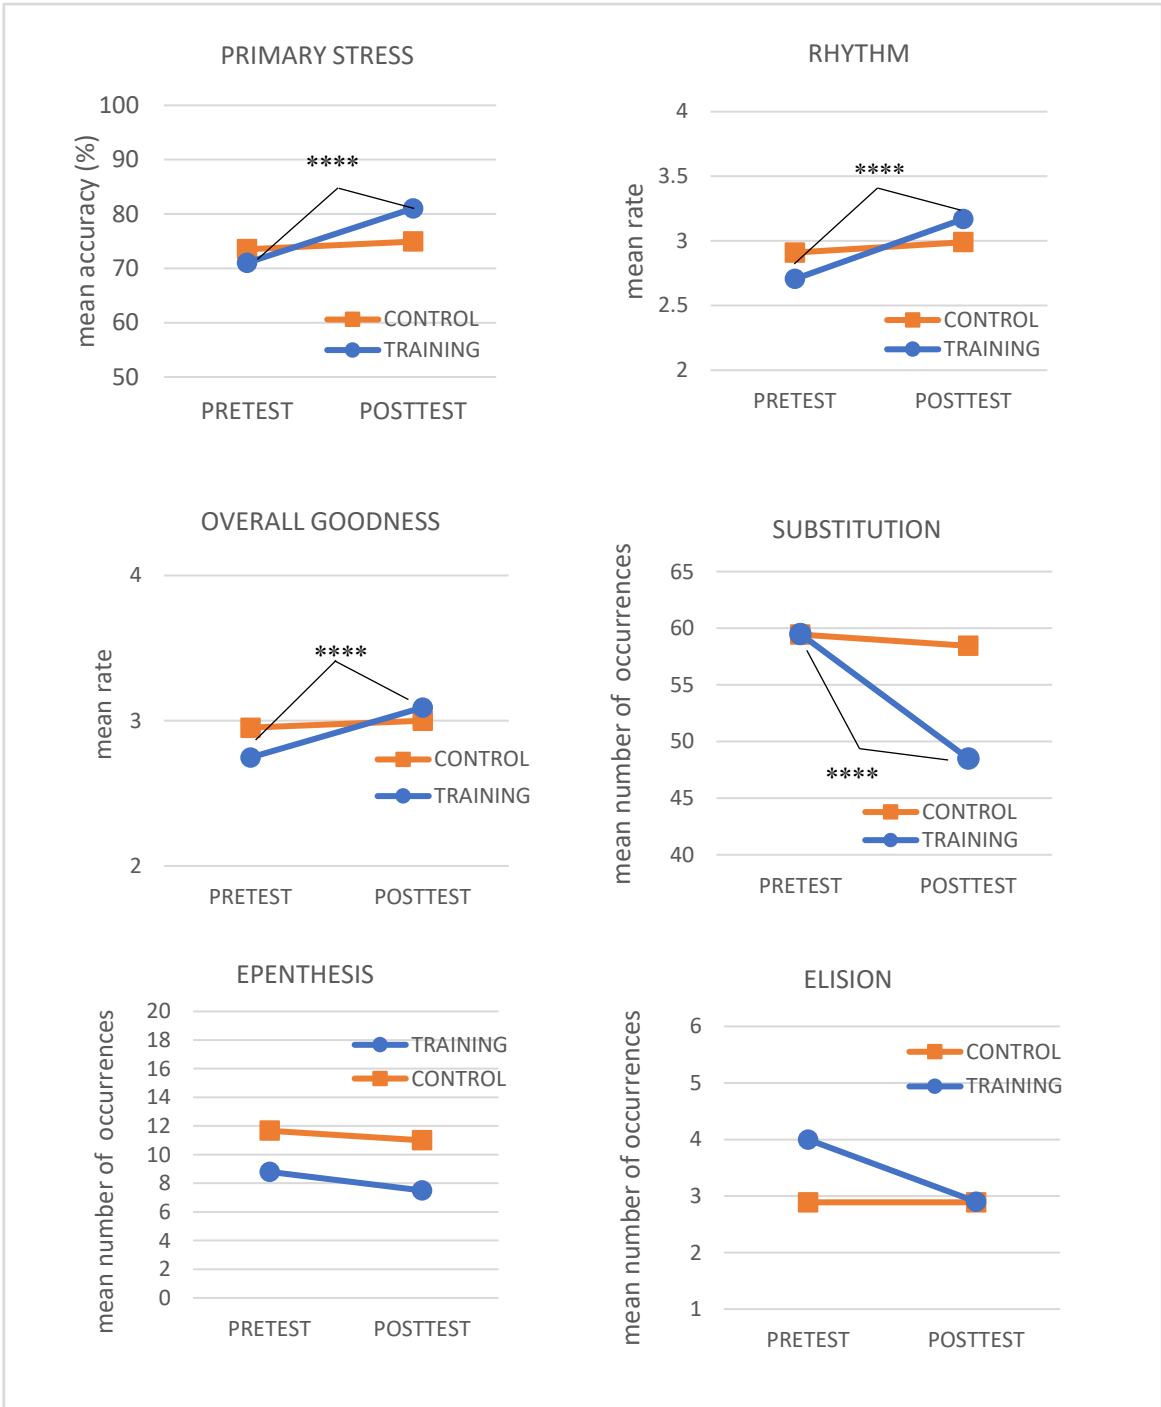 PRIMARY STRESS
mean accuracy (%)
100
90
80
70
60
50
****
CONTROL
TRAINING
PRETEST POSTTEST
RHYTHM
mean rate
4
3.5
3
2.5
2
****
CONTROL
TRAINING
PRETEST POSTTEST
OVERALL GOODNESS
mean rate
4
3
2
****
CONTROL
TRAINING
PRETEST POSTTEST
SUBSTITUTION
mean number of occurrences
65
60
55
50
45
40
****
CONTROL
TRAINING
PRETEST POSTTEST
EPENTHESIS
mean number of occurrences
20
18
16
14
12
10
8
6
4
2
0
TRAINING
CONTROL
PRETEST POSTTEST
ELISION
mean number of occurrences
6
5
4
3
2
1
CONTROL
TRAINING
PRETEST POSTTEST